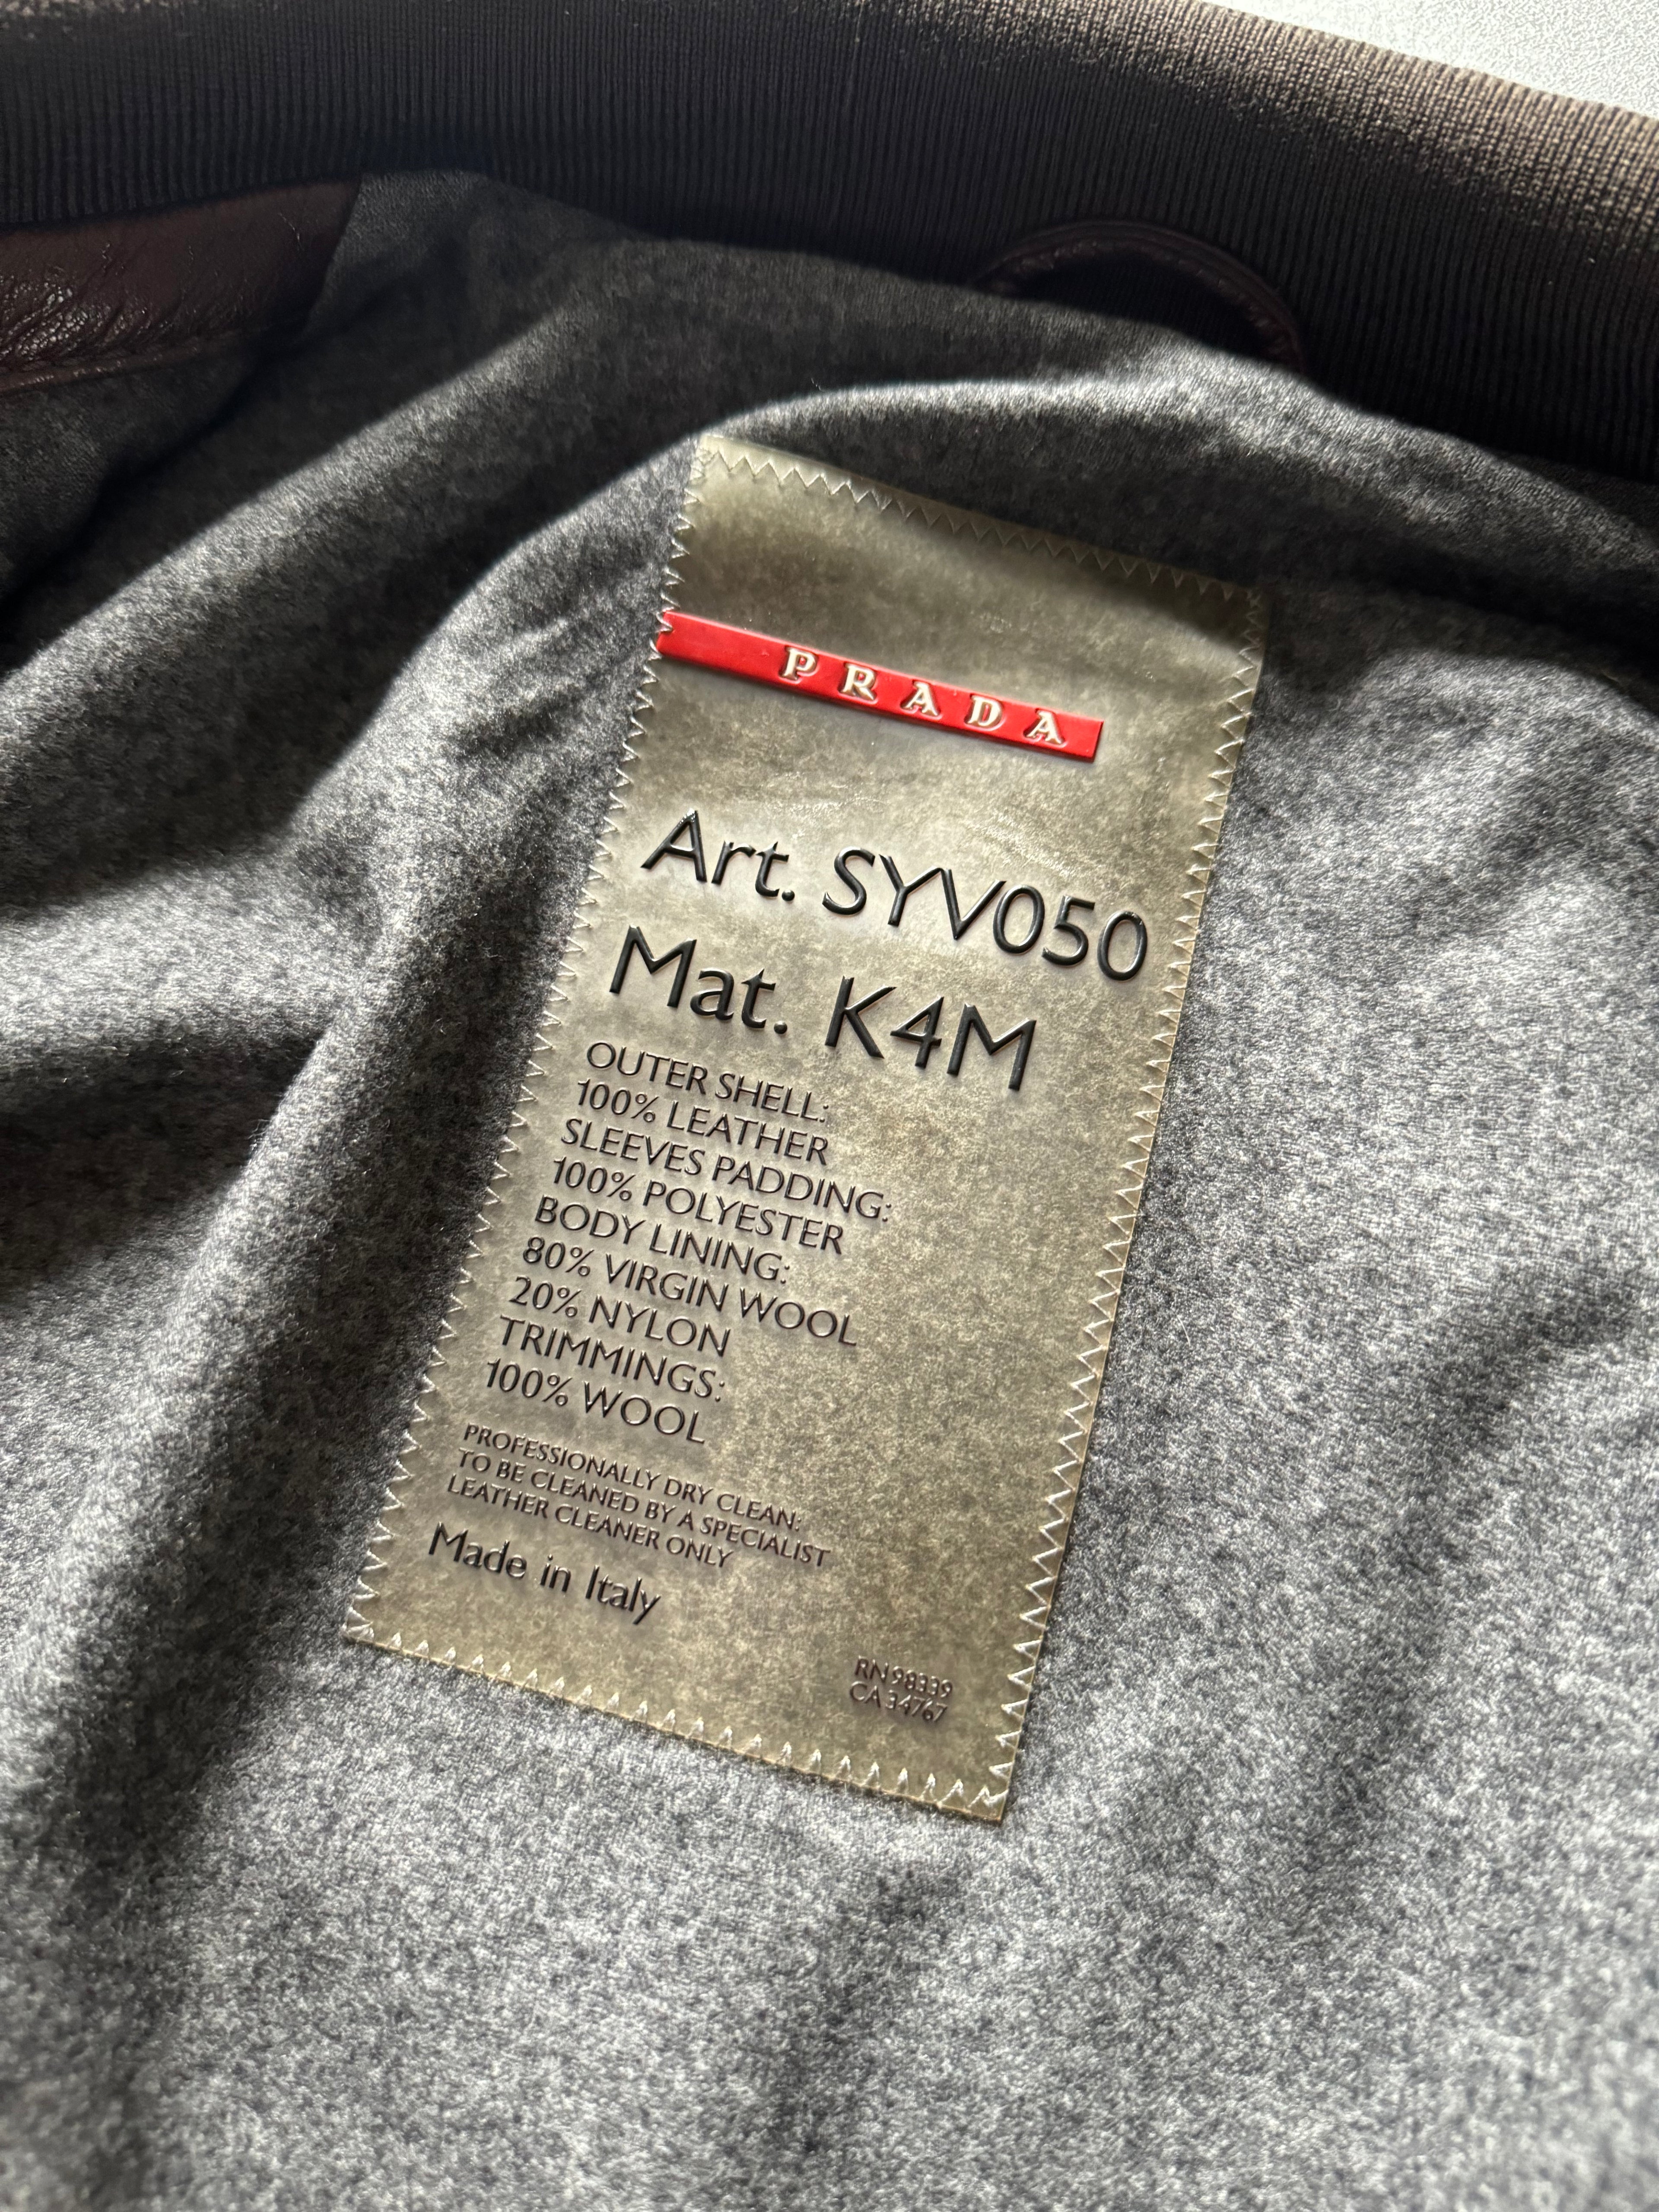 PRADA
Art. SYV050
Mat. K4M
OUTER SHELL:
100% LEATHER
SLEEVES PADDING:
100% POLYESTER
BODY LINING:
80% VIRGIN WOOL
20% NYLON
TRIMMINGS:
100% WOOL
PROFESSIONALLY DRY CLEAN:
TO BE CLEANED BY A SPECIALIST
LEATHER CLEANER ONLY
Made in Italy
RN 98339
CA 34767